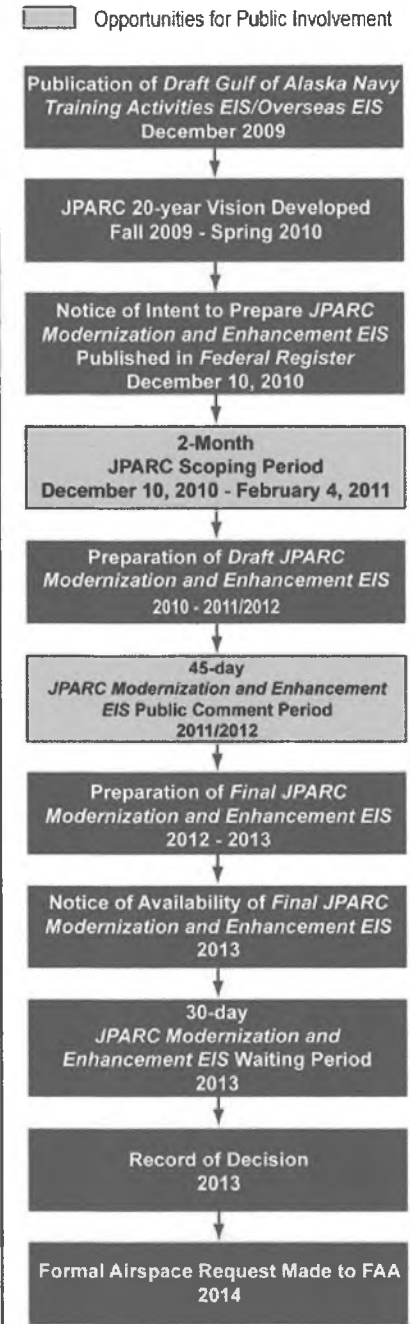 Opportunities for Public Involvement
Publication of Draft Gulf of Alaska Navy
Training Activities EIS/Overseas EIS
December 2009
JPARC 20-year Vision Developed
Fall 2009 - Spring 2010
Notice of Intent to Prepare JPARC
Modernization and Enhancement EIS
Published in Federal Register
December 10, 2010
2-Month
JPARC Scoping Period
December 10, 2010 - February 4, 2011
Preparation of Draft JPARC
Modernization and Enhancement EIS
2010 - 2011/2012
45-day
JPARC Modernization and Enhancement
EIS Public Comment Period
2011/2012
Preparation of Final JPARC
Modernization and Enhancement EIS
2012 - 2013
Notice of Availability of Final JPARC
Modernization and Enhancement EIS
2013
30-day
JPARC Modernization and
Enhancement EIS Waiting Period
2013
Record of Decision
2013
Formal Airspace Request Made to FAA
2014